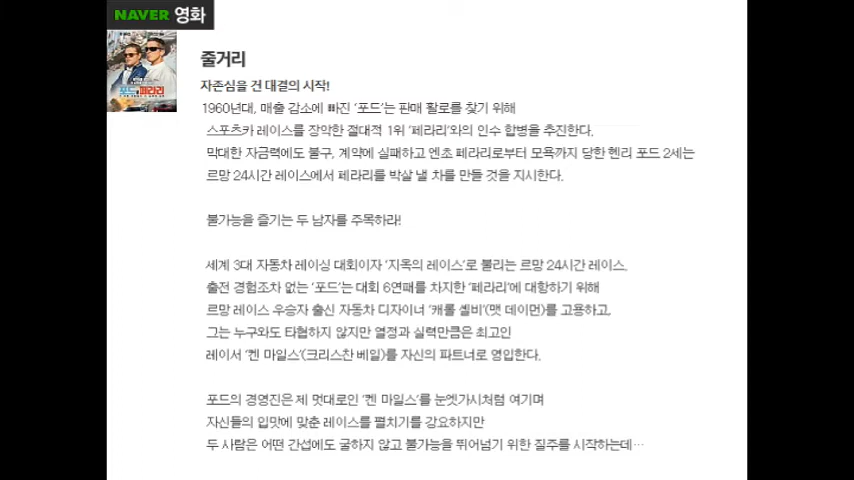 NAVER 영화
포드 페라리
줄거리
자존심을 건 대결의 시작!
1960년대, 매출 감소에 빠진 '포드'는 판매 활로를 찾기 위해
스포츠카 레이스를 장악한 절대적 1위 '페라리'와의 인수 합병을 추진한다.
막대한 자금력에도 불구, 계약에 실패하고 엔초 페라리로부터 모욕까지 당한 헨리 포드 2세는
르망 24시간 레이스에서 페라리를 박살 낼 차를 만들 것을 지시한다.
불가능을 즐기는 두 남자를 주목하라!
세계 3대 자동차 레이싱 대회이자 '지옥의 레이스'로 불리는 르망 24시간 레이스.
출전 경험조차 없는 '포드'는 대회 6연패를 차지한 '페라리'에 대항하기 위해
르망 레이스 우승자 출신 자동차 디자이너 '캐롤 셸비'(맷 데이먼)를 고용하고,
그는 누구와도 타협하지 않지만 열정과 실력만큼은 최고인
레이서 '켄 마일스'(크리스찬 베일)를 자신의 파트너로 영입한다.
포드의 경영진은 제 멋대로인 '켄 마일스'를 눈엣가시처럼 여기며
자신들의 입맛에 맞춘 레이스를 펼치기를 강요하지만
두 사람은 어떤 간섭에도 굴하지 않고 불가능을 뛰어넘기 위한 질주를 시작하는데…